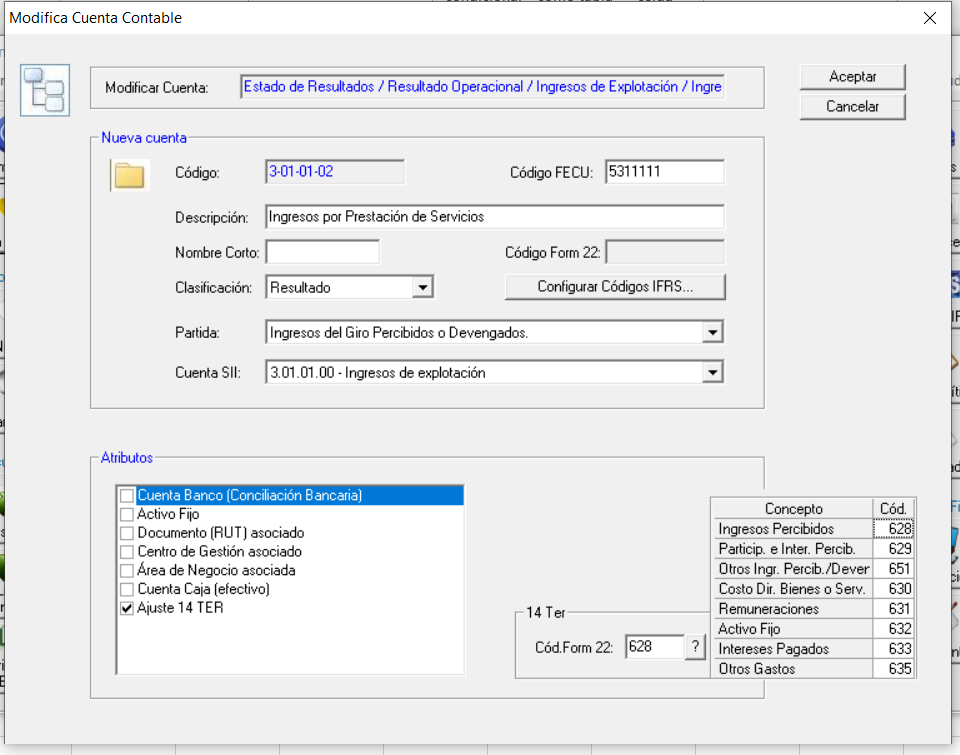 Modifica Cuenta Contable
Modificar Cuenta: Estado de Resultados / Resultado Operacional / Ingresos de Explotación / Ingre
Aceptar
Cancelar
Nueva cuenta
Código: 3-01-01-02 Código FECU: 5311111
Descripción: Ingresos por Prestación de Servicios
Nombre Corto: Código Form 22:
Clasificación: Resultado Configurar Códigos IFRS...
Partida: Ingresos del Giro Percibidos o Devengados.
Cuenta SII: 3.01.01.00 - Ingresos de explotación
Atributos
Cuenta Banco (Conciliación Bancaria)
Activo Fijo
Documento (RUT) asociado
Centro de Gestión asociado
Área de Negocio asociada
Cuenta Caja (efectivo)
Ajuste 14 TER
14 Ter
Cód.Form 22: 628 ?
Concepto Cód.
Ingresos Percibidos 628
Particip. e Inter. Percib. 629
Otros Ingr. Percib./Dever 651
Costo Dir. Bienes o Serv. 630
Remuneraciones 631
Activo Fijo 632
Intereses Pagados 633
Otros Gastos 635